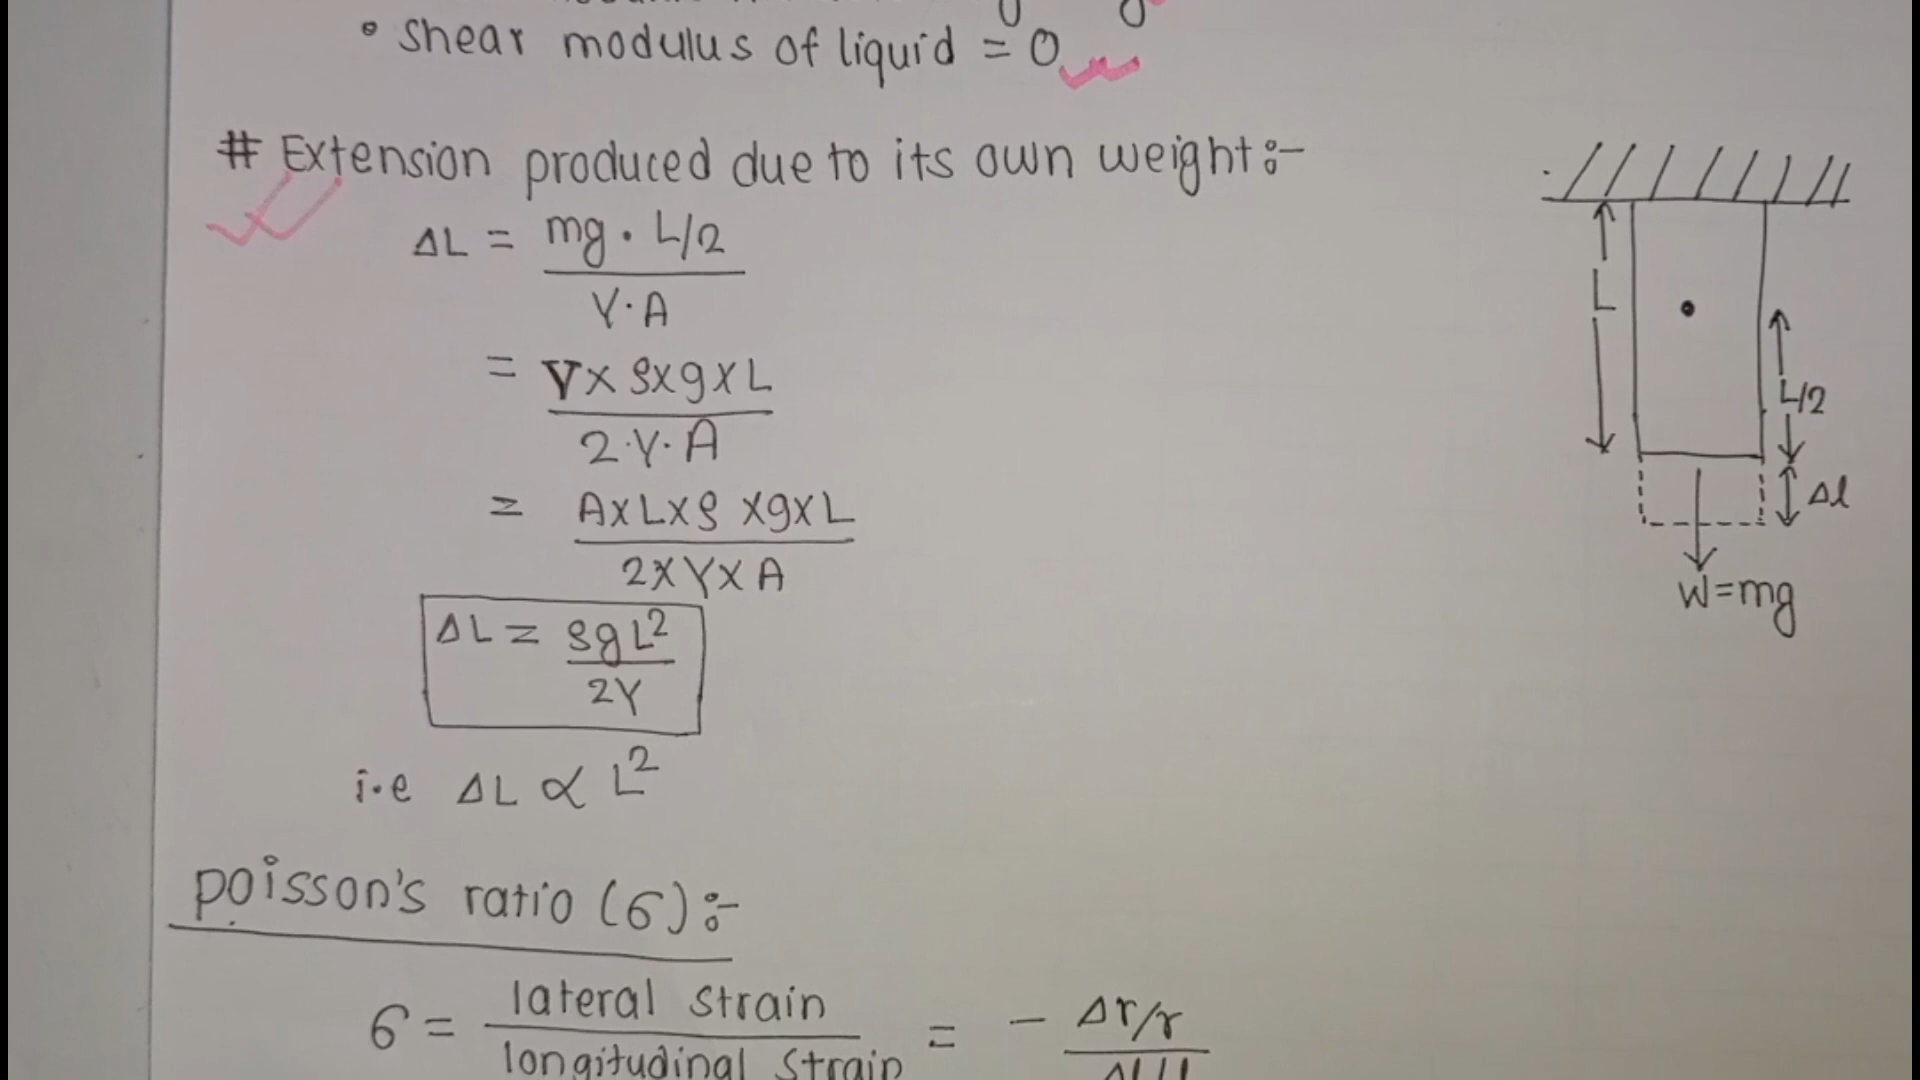 • Shear modulus of liquid = 0
# Extension produced due to its own weight :-
ΔL = mg · L/2
Y · A
= V × ρ × g × L
2 · Y · A
= A × L × ρ × g × L
2 × Y × A
ΔL = ρgL²
2Y
i.e ΔL ∝ L²
L
L/2
Δl
W=mg
poisson's ratio (σ) :-
σ = lateral strain = - Δr/r
longitudinal strain